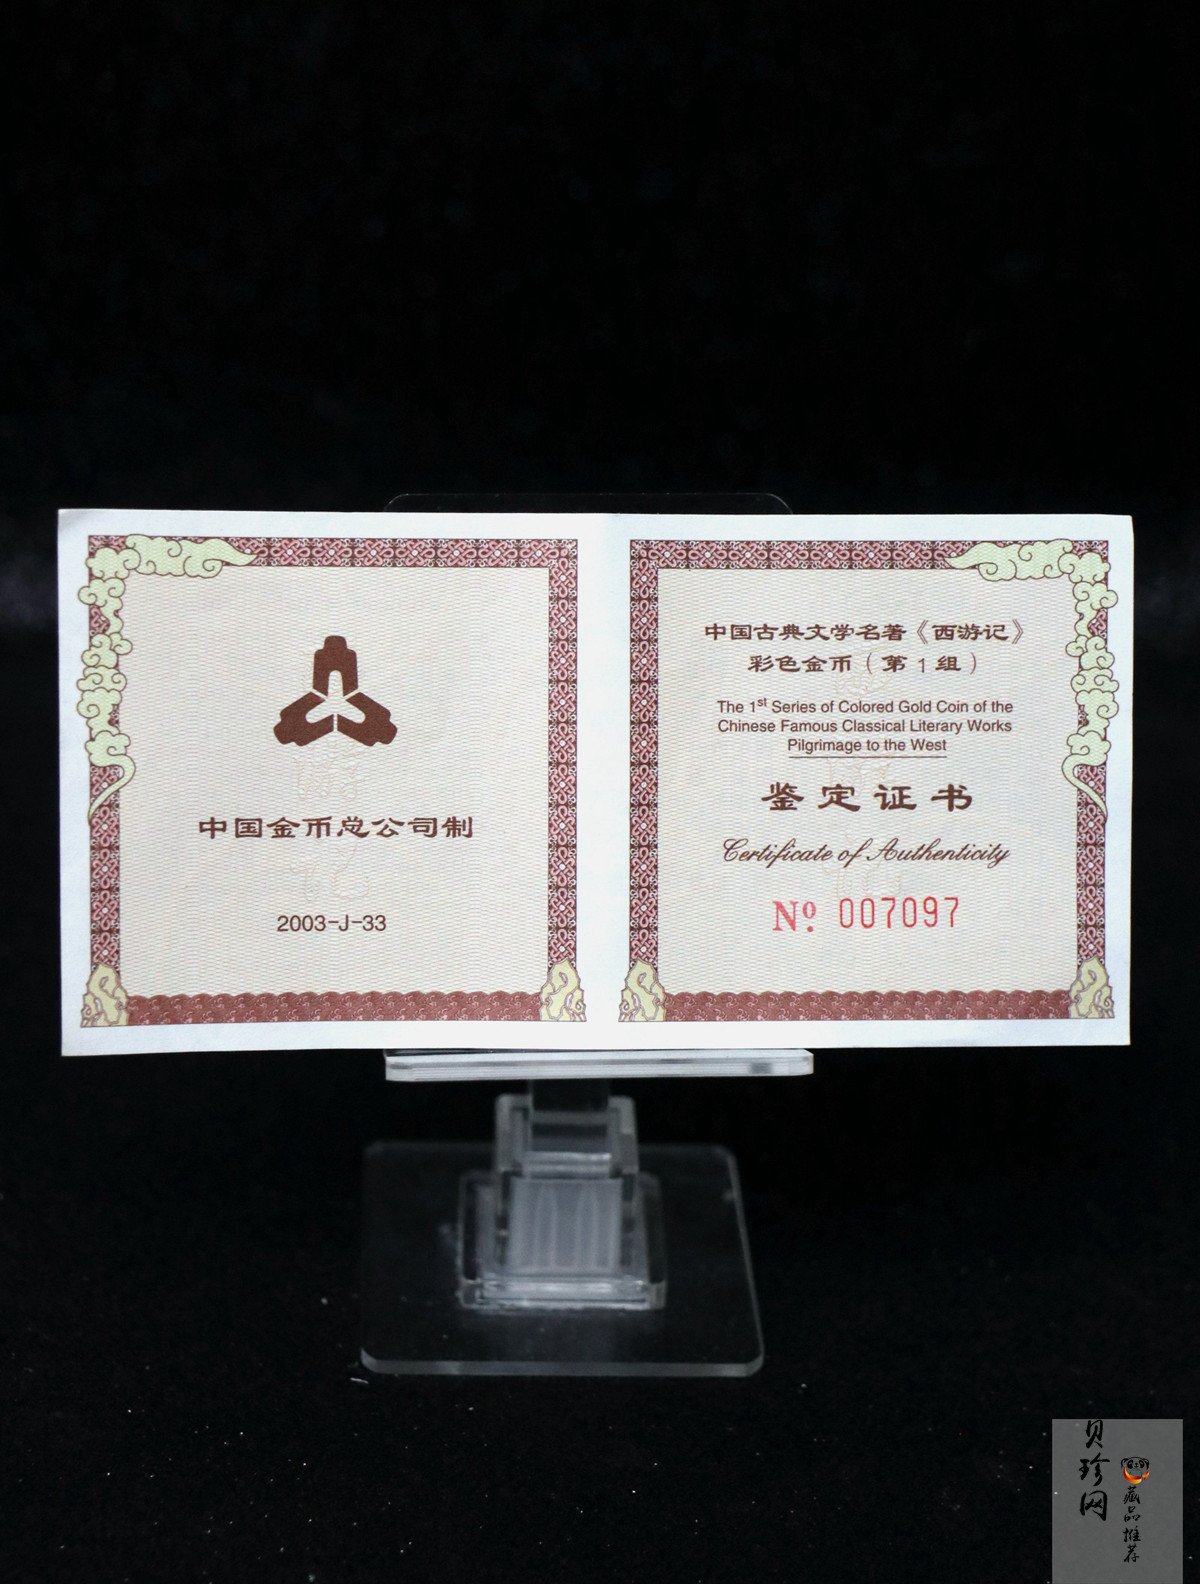 中国金币总公司制
2003-J-33
中国古典文学名著《西游记》
彩色金币（第1组）
The 1st Series of Colored Gold Coin of the
Chinese Famous Classical Literary Works
Pilgrimage to the West
鉴定证书
Certificate of Authenticity
Nº 007097
贝珍网
藏品推荐